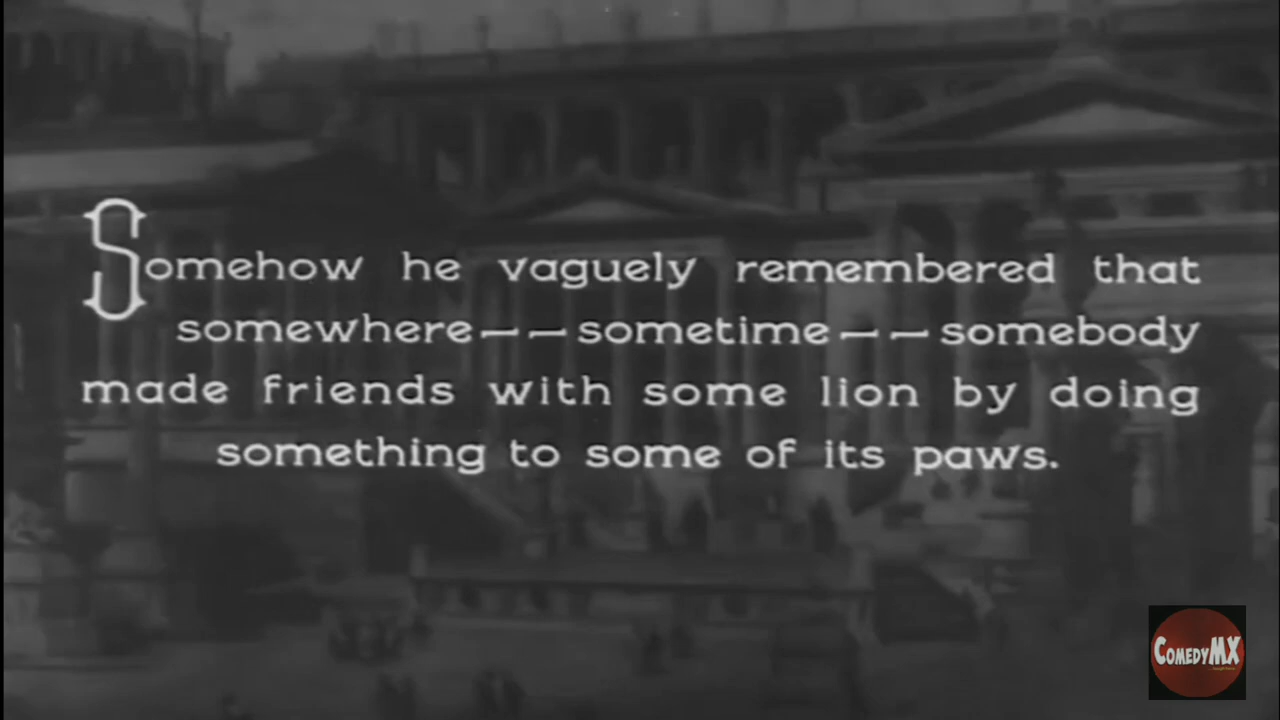 Somehow he vaguely remembered that
somewhere——sometime——somebody
made friends with some lion by doing
something to some of its paws.
COMEDYMX